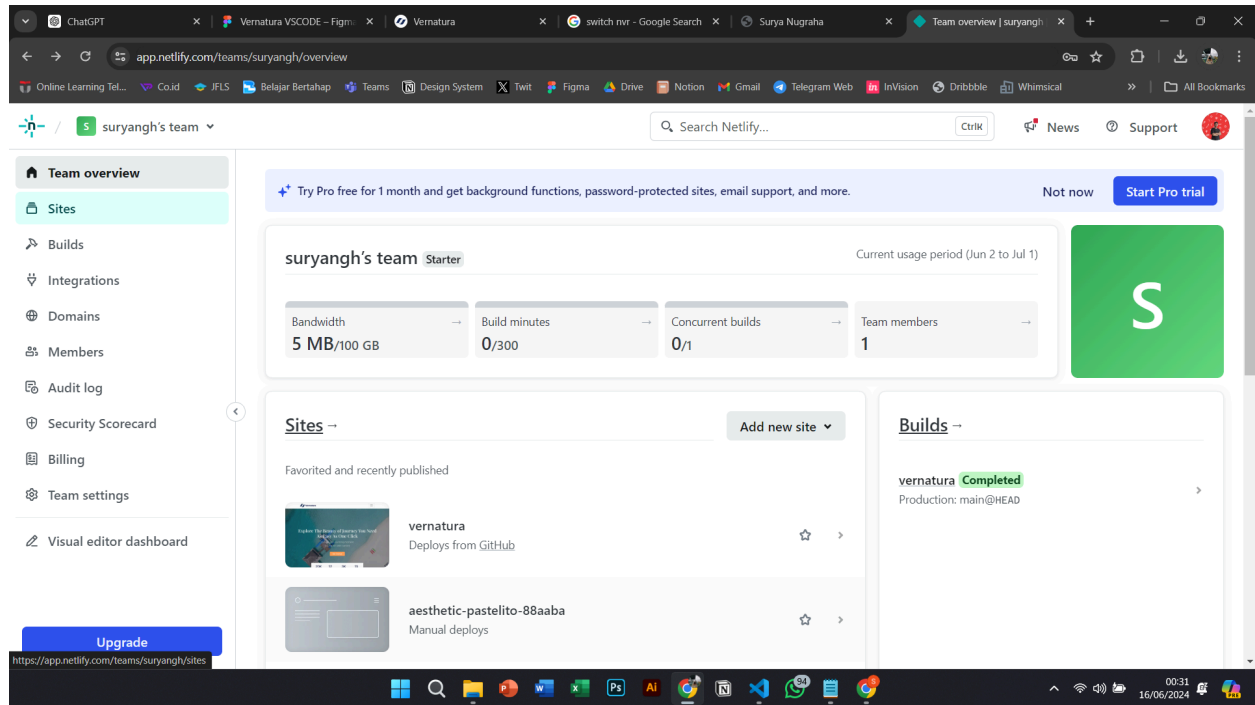 ChatGPT
Vernatura VSCODE – Figm
Vernatura
switch nvr - Google Search
Surya Nugraha
Team overview | suryangh
app.netlify.com/teams/suryangh/overview
Online Learning Tel...
Co.id
JFLS
Belajar Bertahap
Teams
Design System
Twit
Figma
Drive
Notion
Gmail
Telegram Web
InVision
Dribbble
Whimsical
»
All Bookmarks
/ S suryangh's team
Search Netlify...
CtrlK
News
Support
Team overview
Sites
Builds
Integrations
Domains
Members
Audit log
Security Scorecard
Billing
Team settings
Visual editor dashboard
Upgrade
https://app.netlify.com/teams/suryangh/sites
Try Pro free for 1 month and get background functions, password-protected sites, email support, and more.
Not now
Start Pro trial
suryangh's team Starter
Current usage period (Jun 2 to Jul 1)
Bandwidth →
5 MB/100 GB
Build minutes →
0/300
Concurrent builds →
0/1
Team members →
1
S
Sites →
Add new site
Favorited and recently published
vernatura
Deploys from GitHub
aesthetic-pastelito-88aaba
Manual deploys
Builds →
vernatura Completed
Production: main@HEAD
Ps
Ai
94
00:31
16/06/2024
PRE